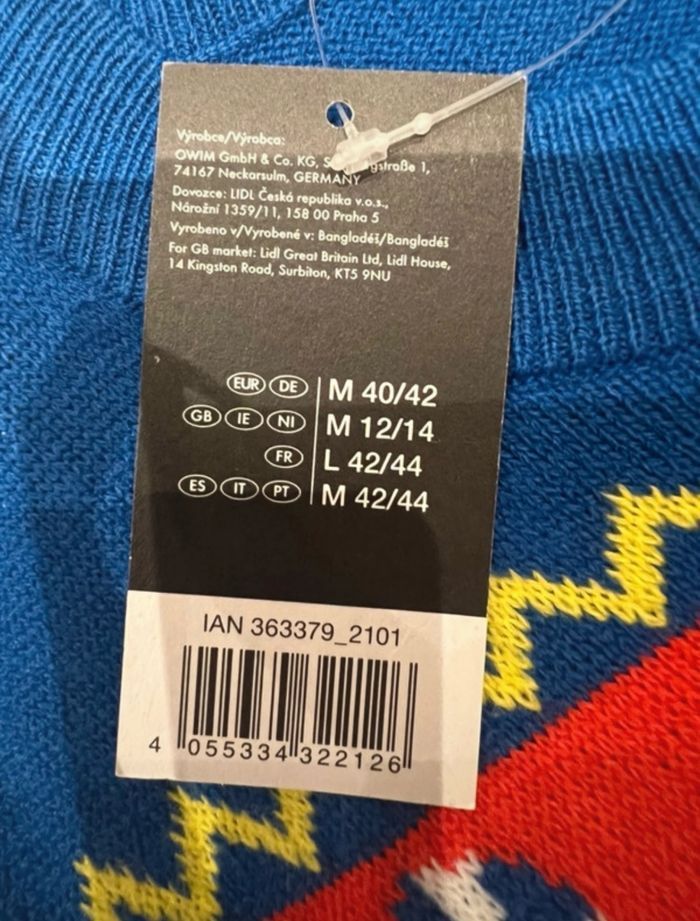 Výrobce/Výrobca:
OWIM GmbH & Co. KG, 1,
74167 Neckarsulm, GERMANY
Dovozce: LIDL Česká republika v.o.s.,
Nárožní 1359/11, 158 00 Praha 5
Vyrobeno v/Vyrobené v: Bangladéš/Bangladéš
For GB market: Lidl Great Britain Ltd, Lidl House,
14 Kingston Road, Surbiton, KT5 9NU
EUR DE M 40/42
GB IE NI M 12/14
FR L 42/44
ES IT PT M 42/44
IAN 363379_2101
4 055334 322126